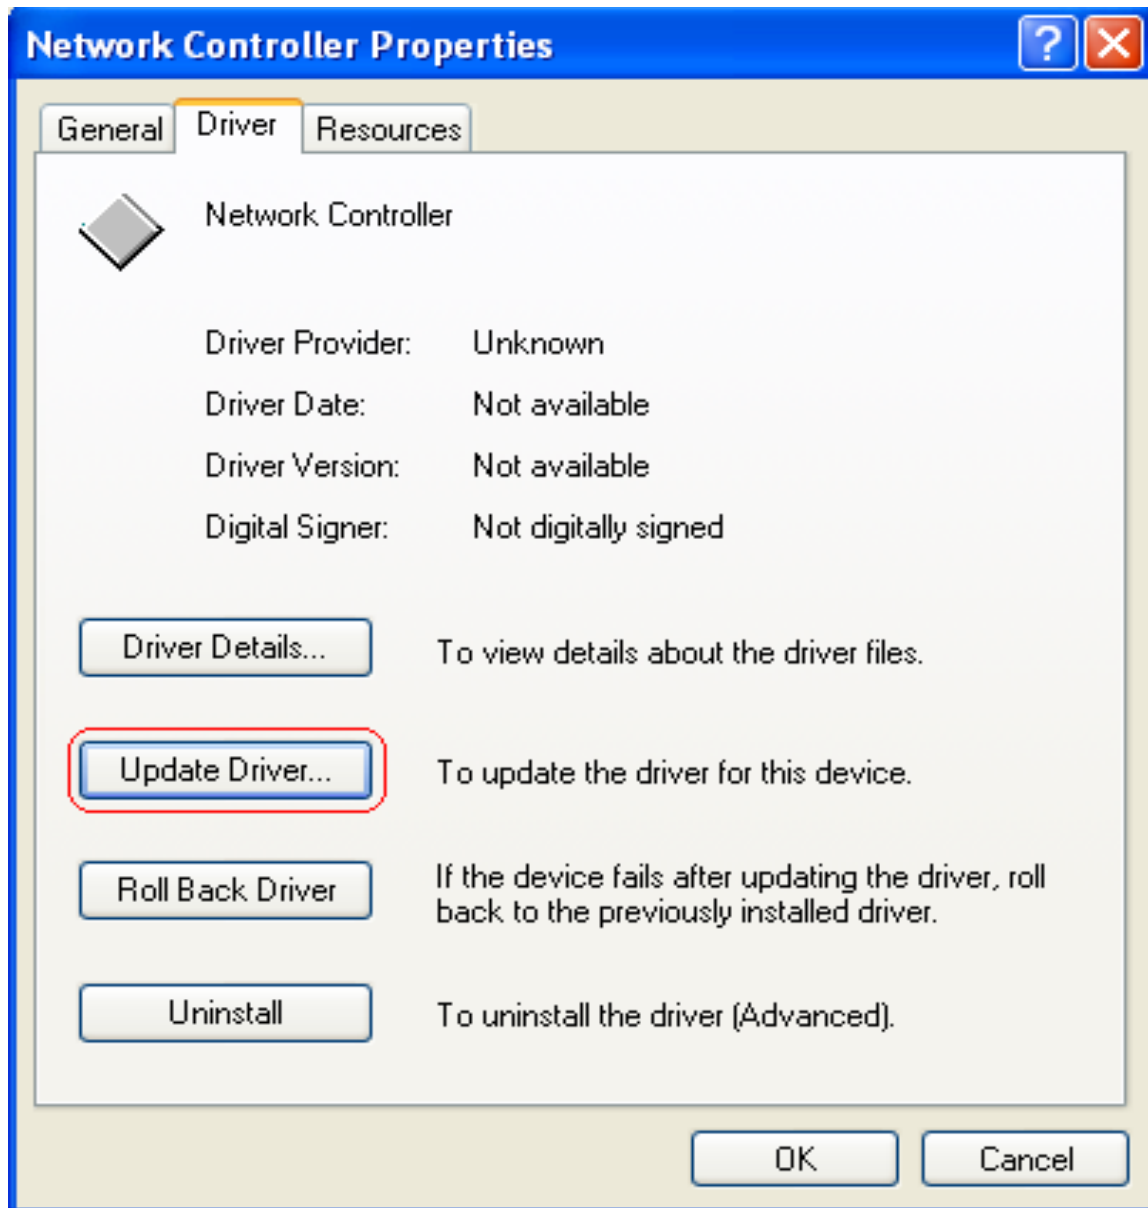 Network Controller Properties
General Driver Resources
Network Controller
Driver Provider: Unknown
Driver Date: Not available
Driver Version: Not available
Digital Signer: Not digitally signed
Driver Details... To view details about the driver files.
Update Driver... To update the driver for this device.
Roll Back Driver If the device fails after updating the driver, roll
back to the previously installed driver.
Uninstall To uninstall the driver (Advanced).
OK Cancel